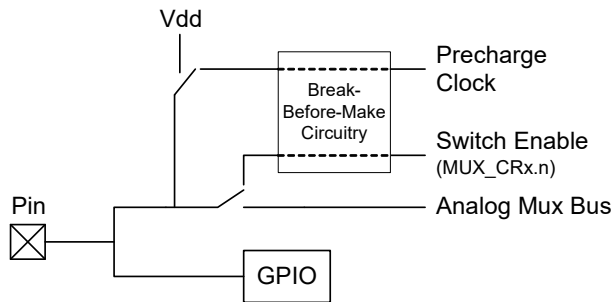 Vdd
Precharge
Clock
Break-
Before-Make
Circuitry
Switch Enable
(MUX_CRx.n)
Pin
Analog Mux Bus
GPIO